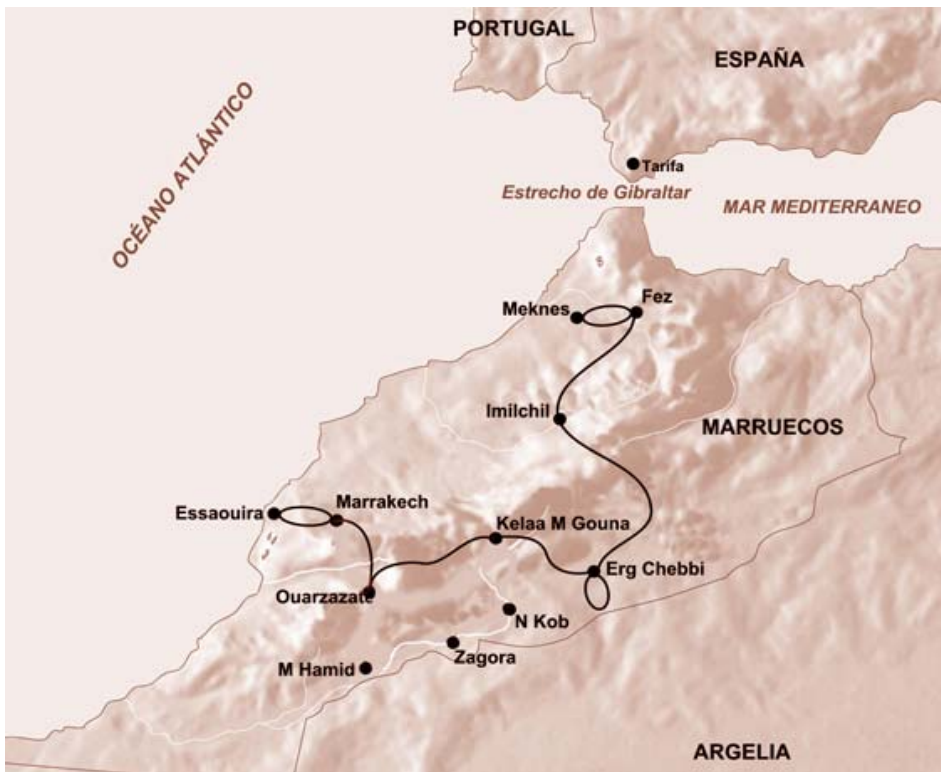 PORTUGAL
ESPAÑA
OCÉANO ATLÁNTICO
Tarifa
Estrecho de Gibraltar
MAR MEDITERRANEO
Fez
Meknes
Imilchil
MARRUECOS
Essaouira
Marrakech
Kelaa M Gouna
Erg Chebbi
Ouarzazate
N Kob
Zagora
M Hamid
ARGELIA